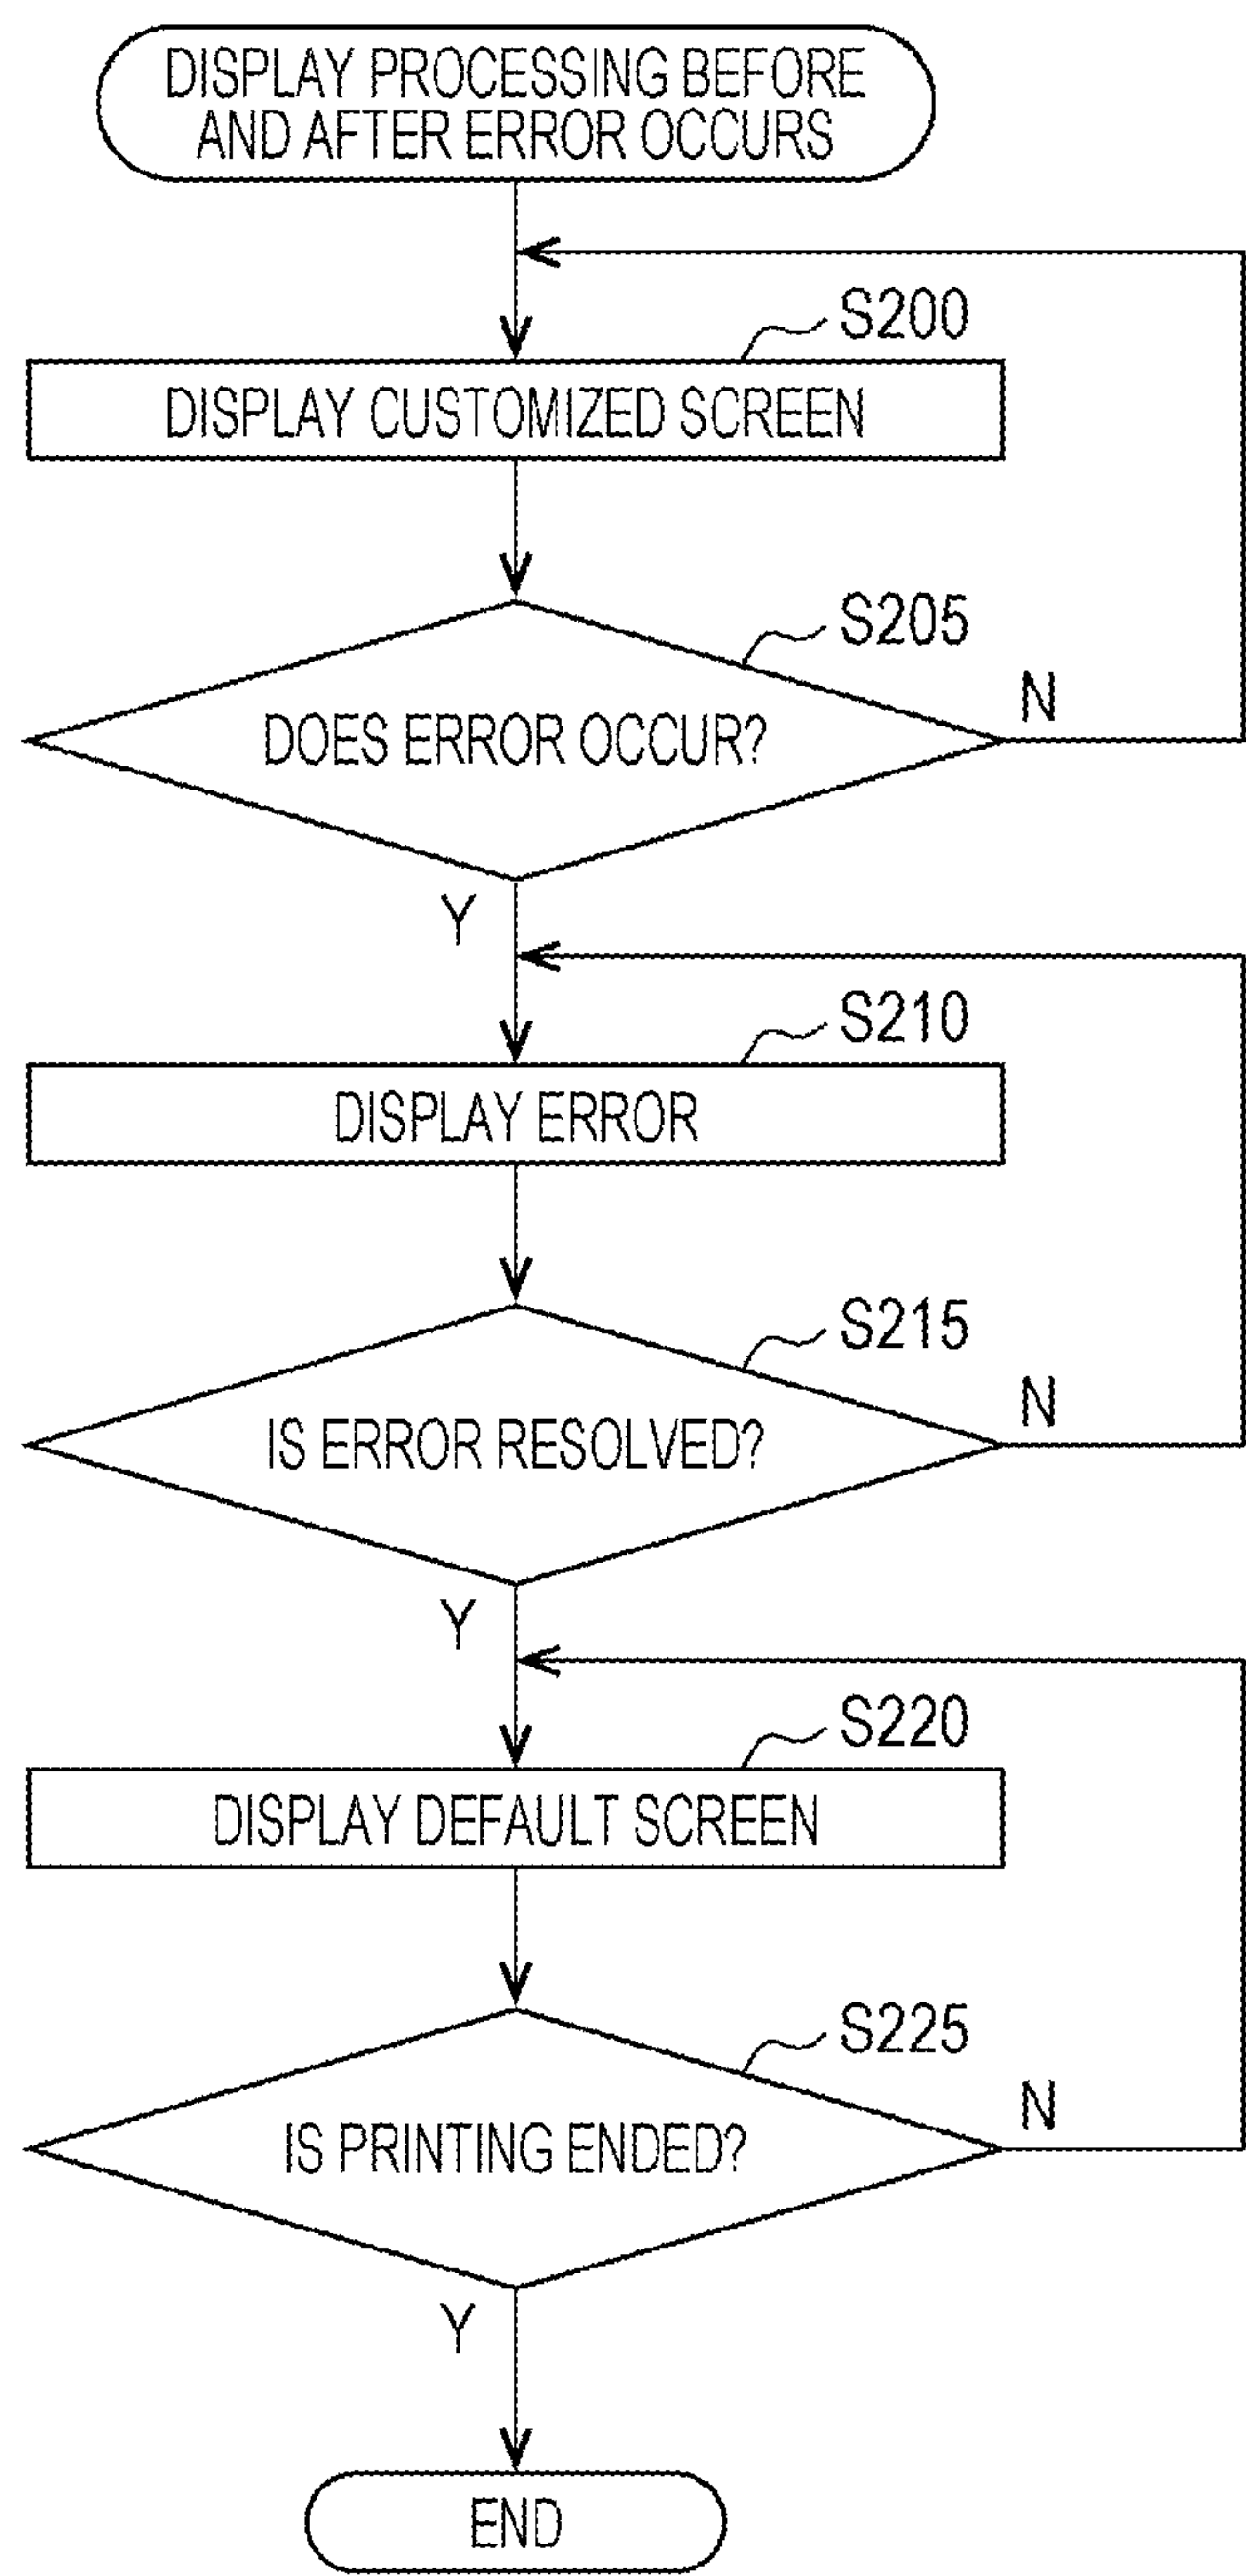 DISPLAY PROCESSING BEFORE
AND AFTER ERROR OCCURS
S200
DISPLAY CUSTOMIZED SCREEN
S205
DOES ERROR OCCUR?
N
Y
S210
DISPLAY ERROR
S215
IS ERROR RESOLVED?
N
Y
S220
DISPLAY DEFAULT SCREEN
S225
IS PRINTING ENDED?
N
Y
END